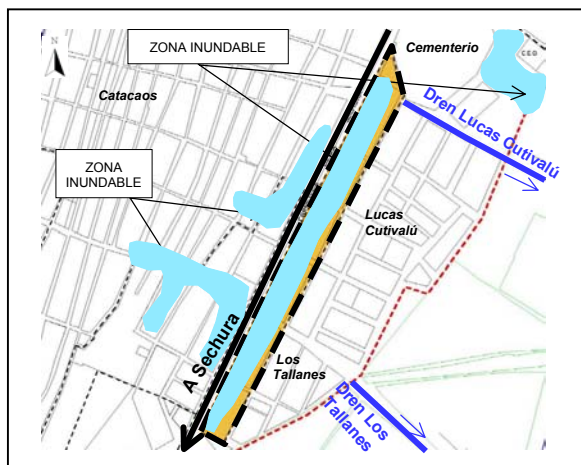 ZONA INUNDABLE
Cementerio
Catacaos
Dren Lucas Cutivalú
ZONA
INUNDABLE
Lucas
Cutivalú
A Sechura
Los
Tallanes
Dren Los
Tallanes